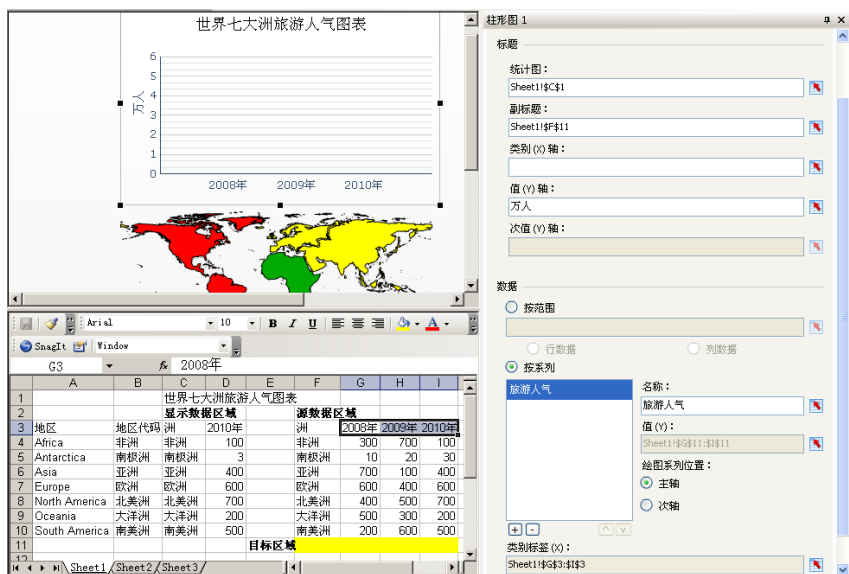 世界七大洲旅游人气图表
6
5
4
3
2
1
0
万人
2008年 2009年 2010年
Arial 10 B I U A
SnagIt Window
G3 fx 2008年
A B C D E F G H I
1 世界七大洲旅游人气图表
2 显示数据区域 源数据区域
3 地区 地区代码 洲 2010年 洲 2008年 2009年 2010年
4 Africa 非洲 非洲 100 非洲 300 700 100
5 Antarctica 南极洲 南极洲 3 南极洲 10 20 30
6 Asia 亚洲 亚洲 400 亚洲 700 100 400
7 Europe 欧洲 欧洲 600 欧洲 600 400 600
8 North America 北美洲 北美洲 700 北美洲 400 500 700
9 Oceania 大洋洲 大洋洲 200 大洋洲 500 300 200
10 South America 南美洲 南美洲 500 南美洲 200 600 500
11 目标区域
12
Sheet1 Sheet2 Sheet3
柱形图 1
标题
统计图：
Sheet1!$C$1
副标题：
Sheet1!$F$11
类别(X)轴：
值(Y)轴：
万人
次值(Y)轴：
数据
按范围
行数据 列数据
按系列
旅游人气
名称：
旅游人气
值(Y)：
Sheet1!$G$11:$I$11
绘图系列位置：
主轴
次轴
类别标签(X)：
Sheet1!$G$3:$I$3